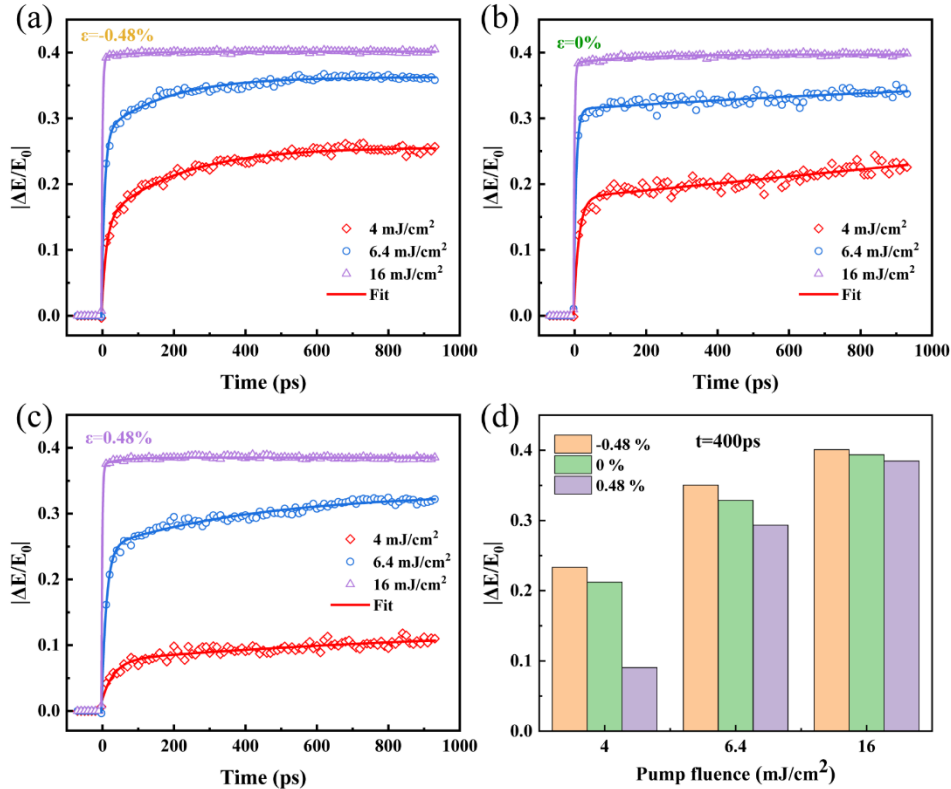 (a)
ε=-0.48%
0.4
0.3
0.2
0.1
0.0
|ΔE/E₀|
4 mJ/cm²
6.4 mJ/cm²
16 mJ/cm²
Fit
0 200 400 600 800 1000
Time (ps)
(b)
ε=0%
0.4
0.3
0.2
0.1
0.0
|ΔE/E₀|
4 mJ/cm²
6.4 mJ/cm²
16 mJ/cm²
Fit
0 200 400 600 800 1000
Time (ps)
(c)
ε=0.48%
0.4
0.3
0.2
0.1
0.0
|ΔE/E₀|
4 mJ/cm²
6.4 mJ/cm²
16 mJ/cm²
Fit
0 200 400 600 800 1000
Time (ps)
(d)
-0.48 %
0 %
0.48 %
t=400ps
0.4
0.3
0.2
0.1
0.0
|ΔE/E₀|
4 6.4 16
Pump fluence (mJ/cm²)